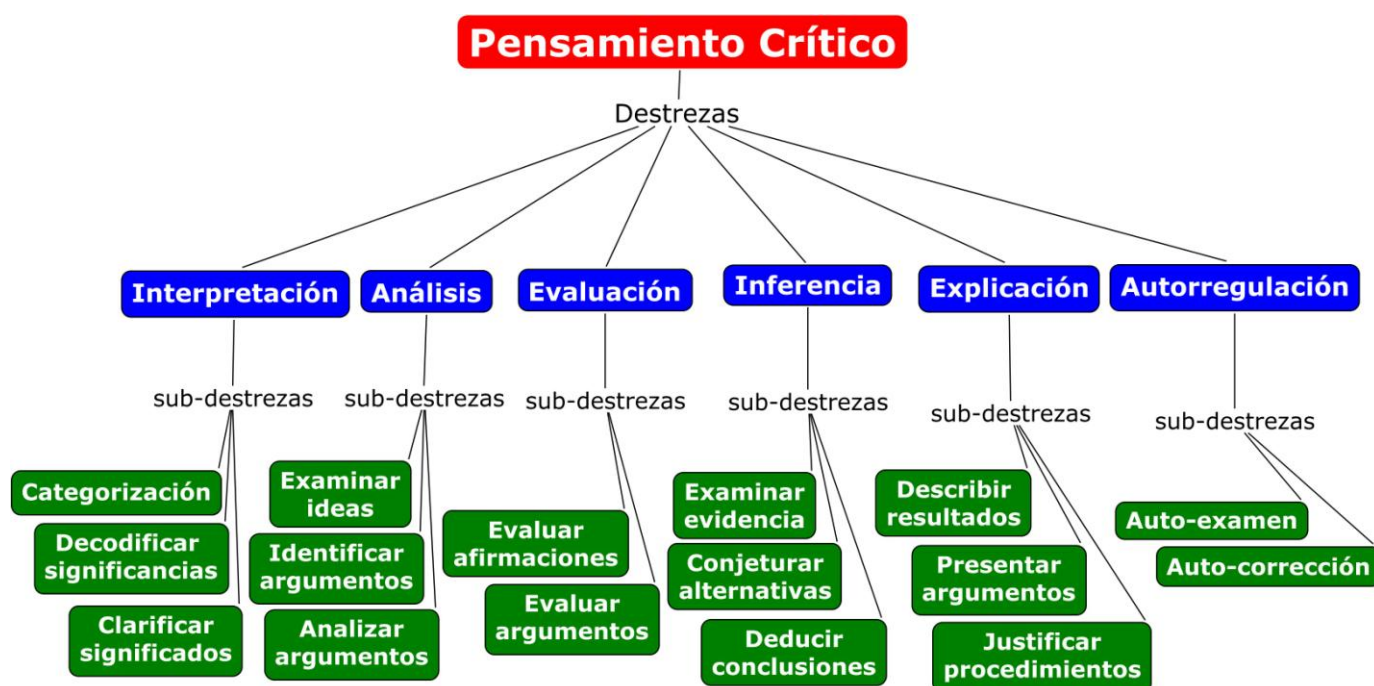 Pensamiento Crítico
Destrezas
Interpretación
Análisis
Evaluación
Inferencia
Explicación
Autorregulación
sub-destrezas
sub-destrezas
sub-destrezas
sub-destrezas
sub-destrezas
sub-destrezas
Categorización
Decodificar
significancias
Clarificar
significados
Examinar
ideas
Identificar
argumentos
Analizar
argumentos
Evaluar
afirmaciones
Evaluar
argumentos
Examinar
evidencia
Conjeturar
alternativas
Deducir
conclusiones
Describir
resultados
Presentar
argumentos
Justificar
procedimientos
Auto-examen
Auto-corrección